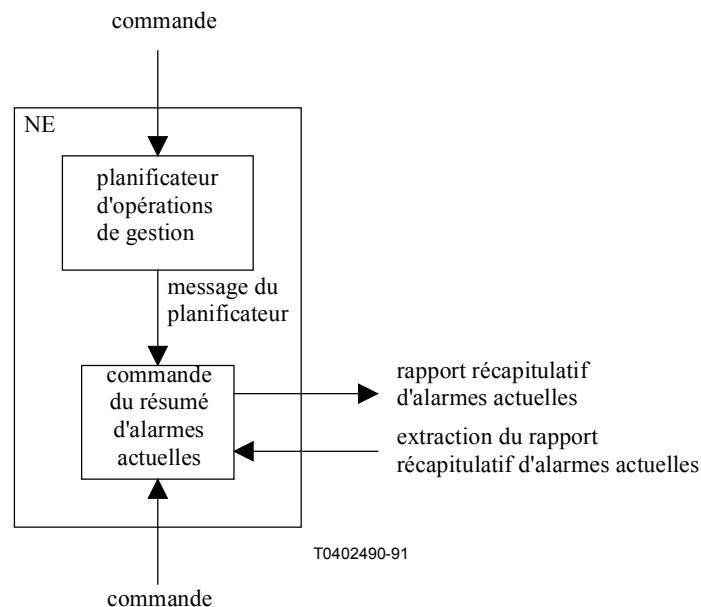 commande
NE
planificateur
d'opérations
de gestion
message du
planificateur
commande
du résumé
d'alarmes
actuelles
rapport récapitulatif
d'alarmes actuelles
extraction du rapport
récapitulatif d'alarmes actuelles
T0402490-91
commande